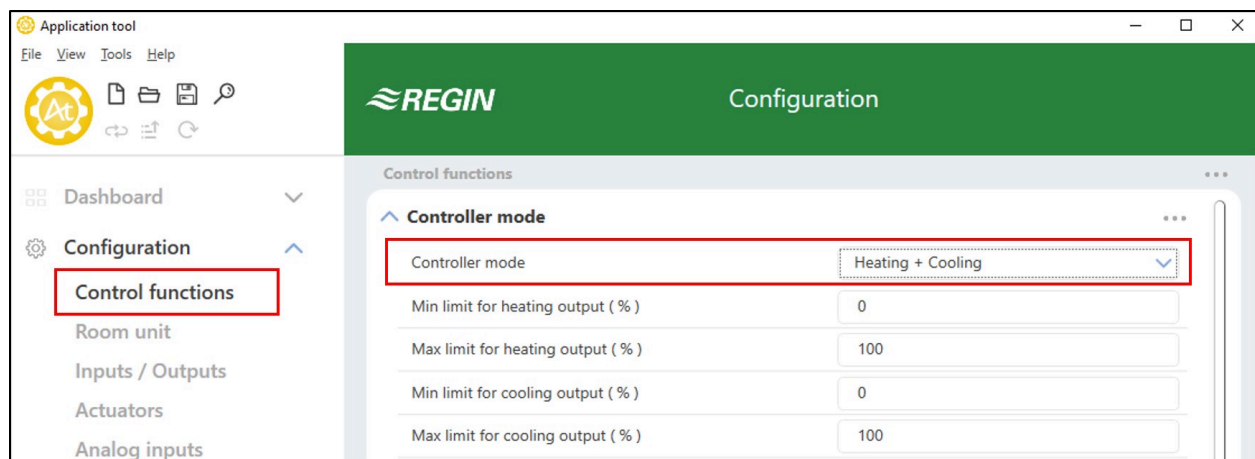 Application tool
File View Tools Help
At
REGIN
Configuration
Dashboard
Configuration
Control functions
Room unit
Inputs / Outputs
Actuators
Analog inputs
Control functions
Controller mode
Controller mode Heating + Cooling
Min limit for heating output ( % ) 0
Max limit for heating output ( % ) 100
Min limit for cooling output ( % ) 0
Max limit for cooling output ( % ) 100